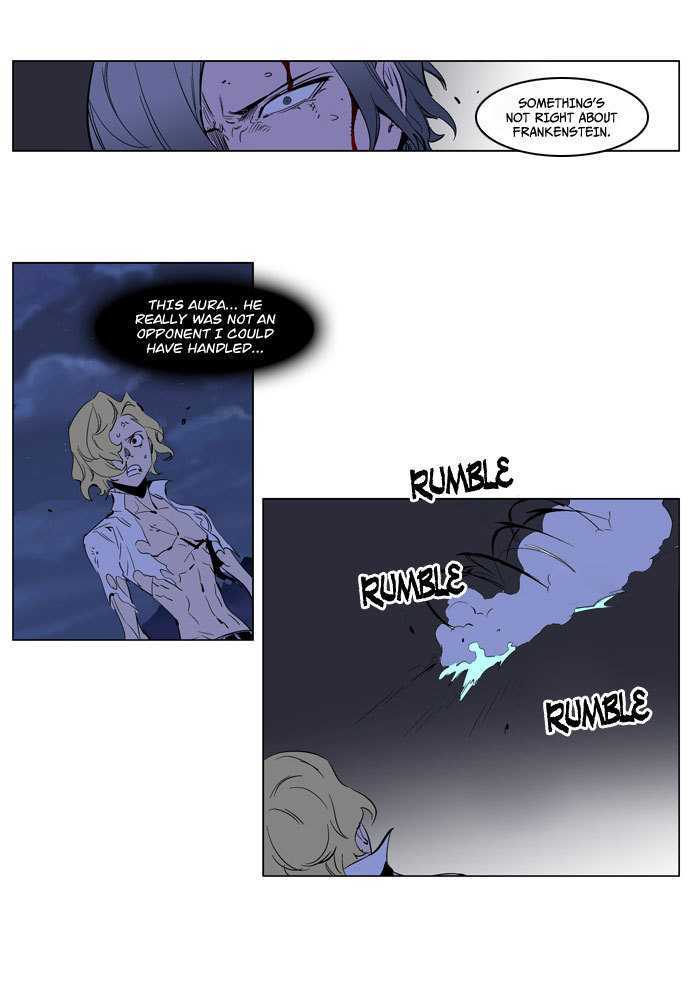 SOMETHING'S
NOT RIGHT ABOUT
FRANKENSTEIN.
THIS AURA... HE
REALLY WAS NOT AN
OPPONENT I COULD
HAVE HANDLED...
RUMBLE
RUMBLE
RUMBLE